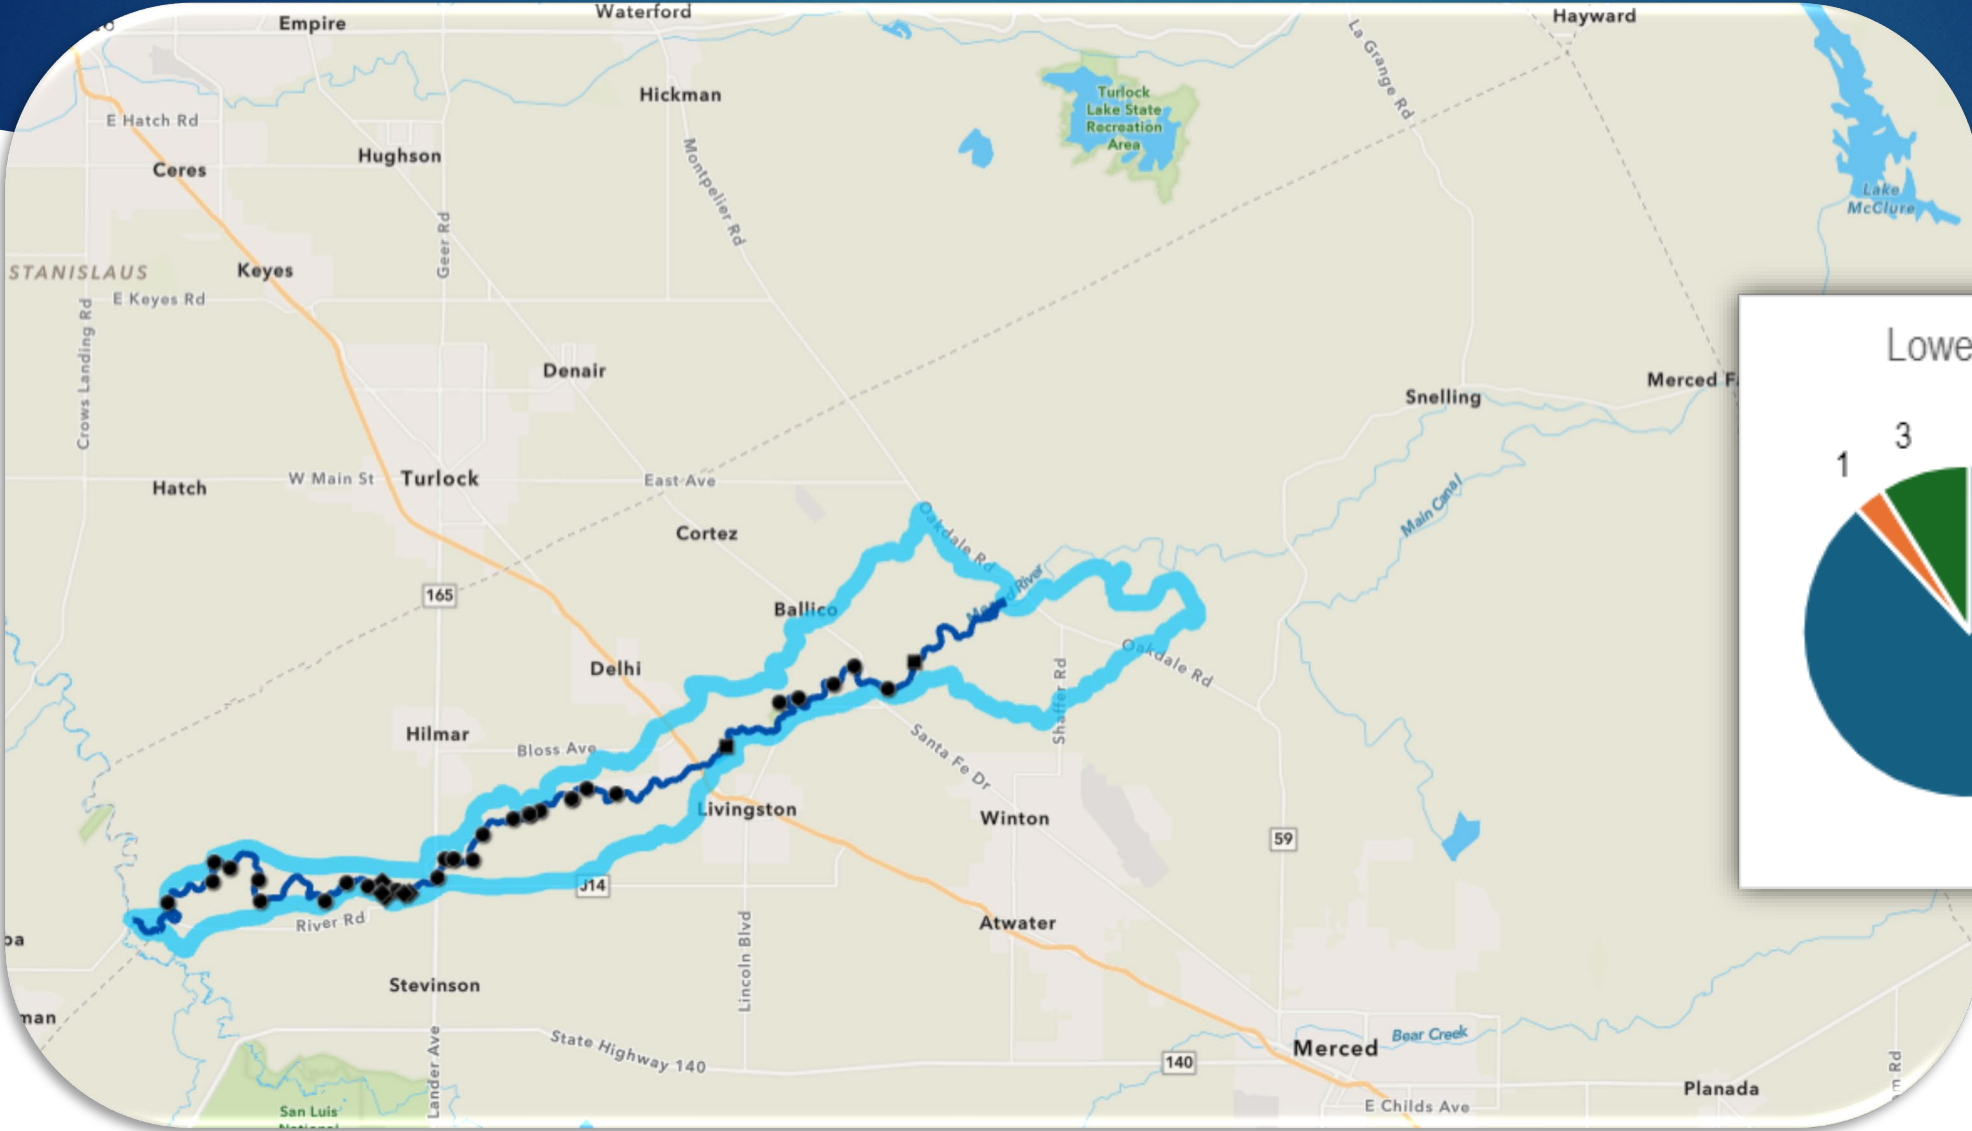 Waterford
Empire
Hayward
La Grange Rd
Hickman
Turlock
Lake State
Recreation
Area
E Hatch Rd
Hughson
Ceres
Montpelier Rd
Lake
McClure
Geer Rd
STANISLAUS
Keyes
E Keyes Rd
Crows Landing Rd
Denair
Lowe
Merced F
Snelling
3
1
W Main St
Turlock
East Ave
Hatch
Main Canal
Oakdale Rd
Cortez
165
Merced River
Ballico
Delhi
Oakdale Rd
Shaffer Rd
Hilmar
Bloss Ave
Santa Fe Dr
Livingston
Winton
59
J14
River Rd
Atwater
Lincoln Blvd
pa
Stevinson
man
State Highway 140
Lander Ave
Bear Creek
Merced
140
Planada
m Rd
E Childs Ave
San Luis
National